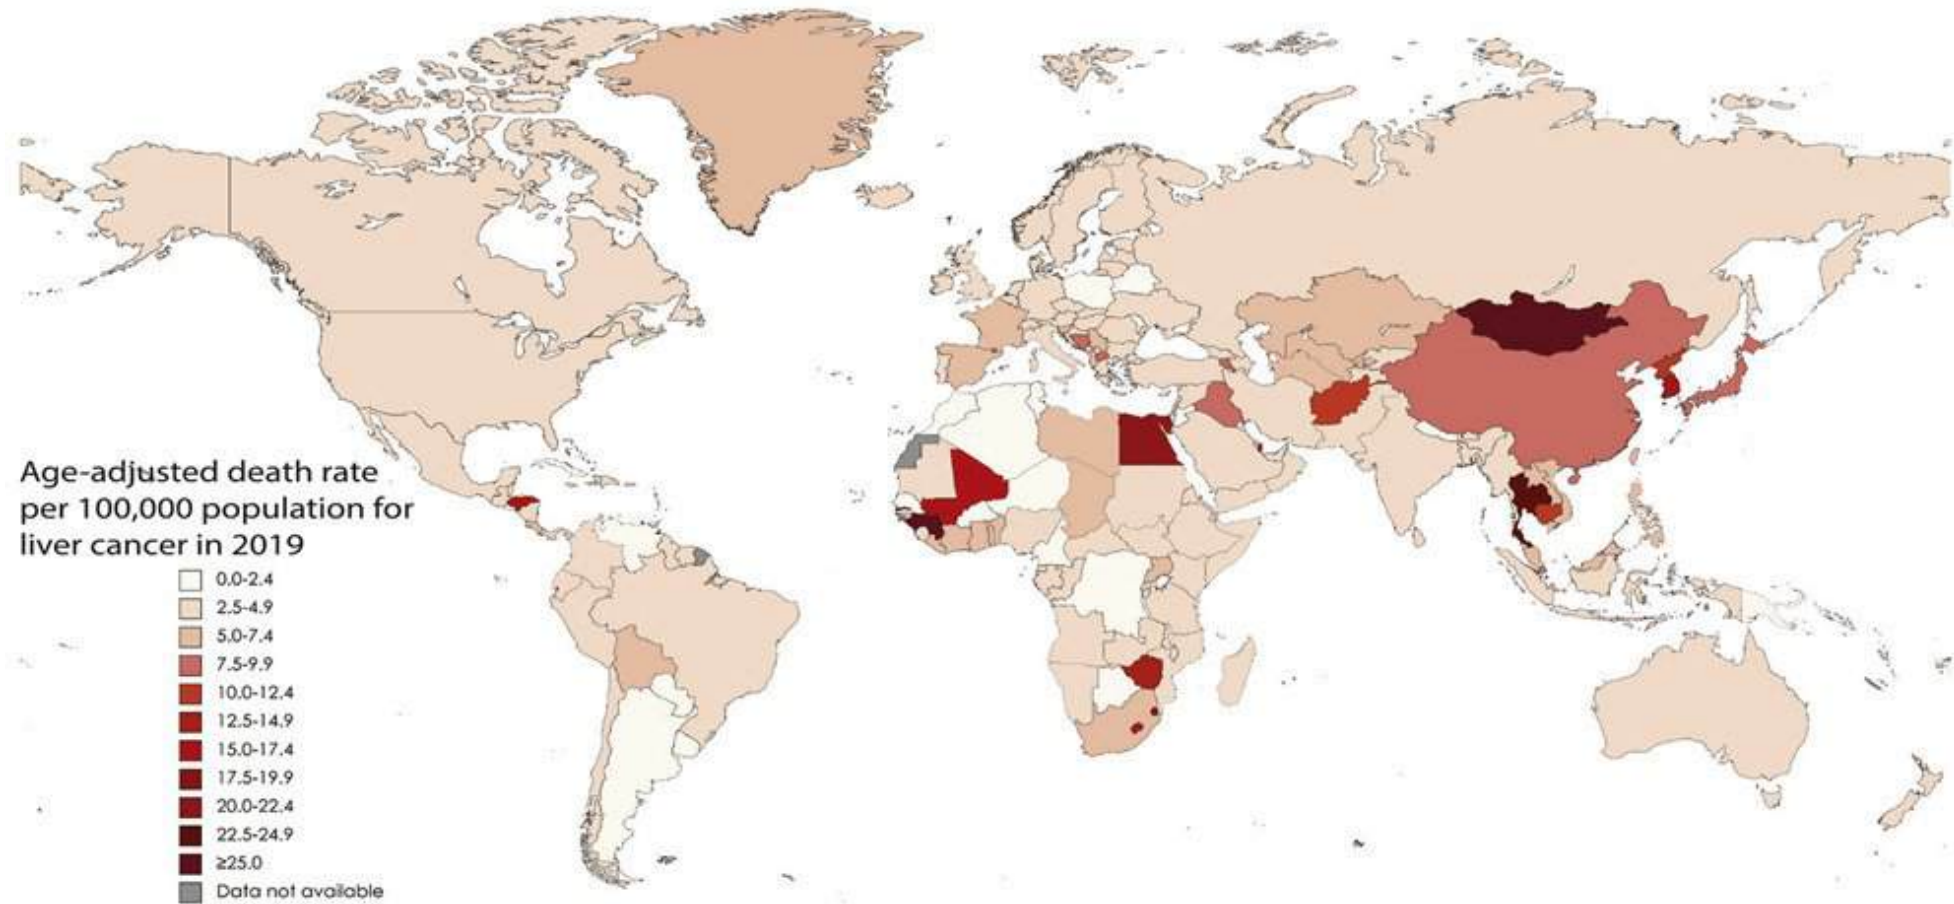 Age-adjusted death rate
per 100,000 population for
liver cancer in 2019
0.0-2.4
2.5-4.9
5.0-7.4
7.5-9.9
10.0-12.4
12.5-14.9
15.0-17.4
17.5-19.9
20.0-22.4
22.5-24.9
≥25.0
Data not available